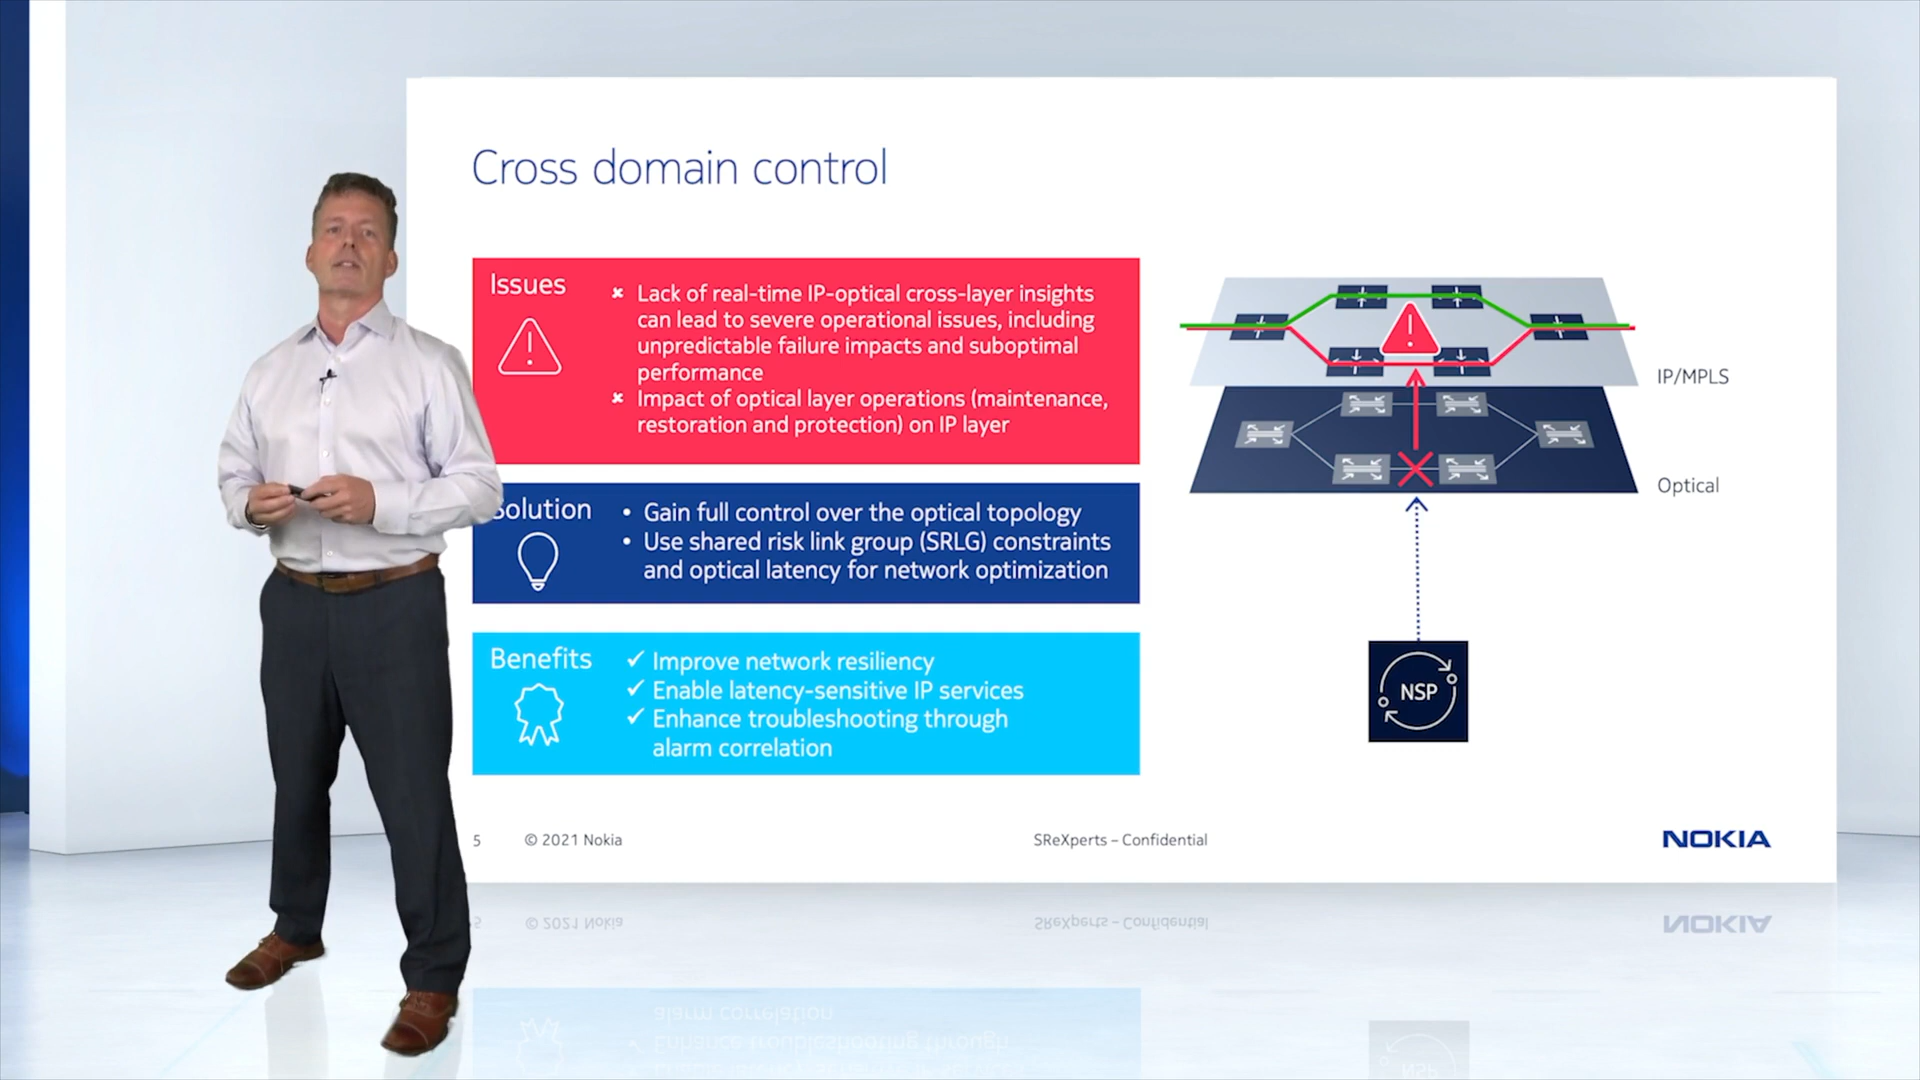 Cross domain control
Issues
× Lack of real-time IP-optical cross-layer insights
can lead to severe operational issues, including
unpredictable failure impacts and suboptimal
performance
× Impact of optical layer operations (maintenance,
restoration and protection) on IP layer
Solution
• Gain full control over the optical topology
• Use shared risk link group (SRLG) constraints
and optical latency for network optimization
Benefits
✓ Improve network resiliency
✓ Enable latency-sensitive IP services
✓ Enhance troubleshooting through
alarm correlation
IP/MPLS
Optical
NSP
5
© 2021 Nokia
SReXperts – Confidential
NOKIA